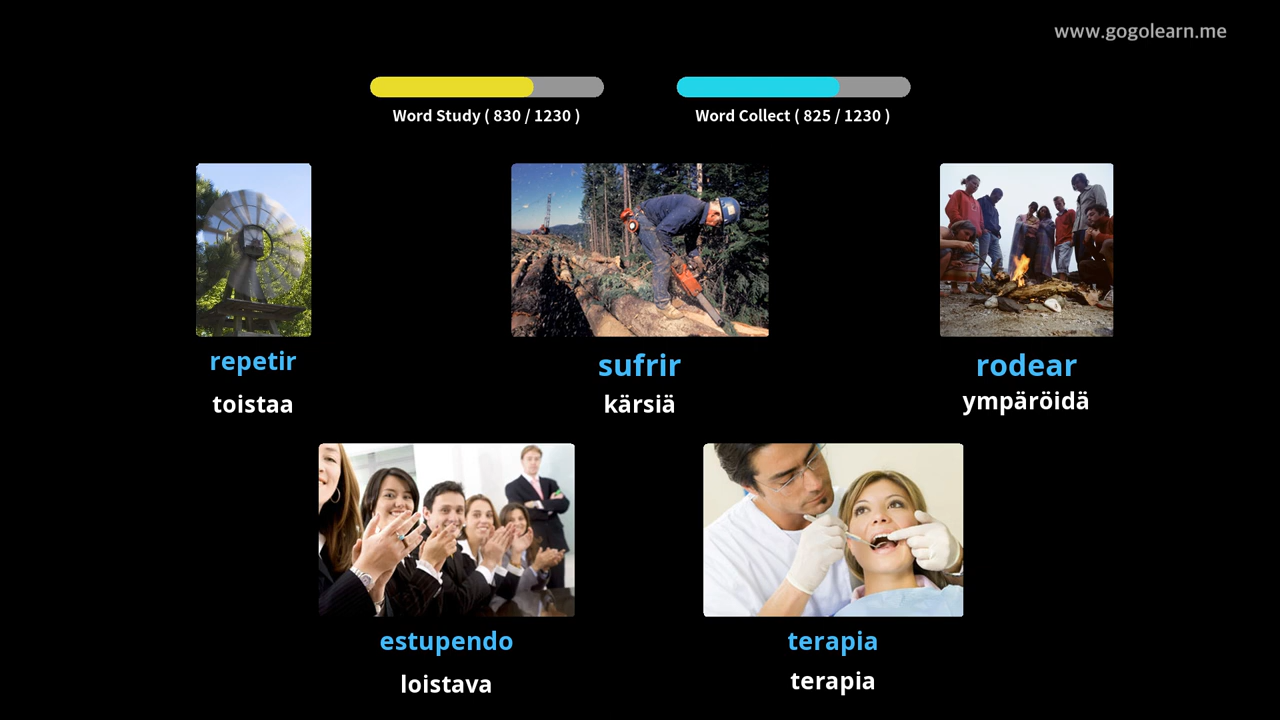 www.gogolearn.me
Word Study ( 830 / 1230 )
Word Collect ( 825 / 1230 )
repetir
toistaa
sufrir
kärsiä
rodear
ympäröidä
estupendo
loistava
terapia
terapia